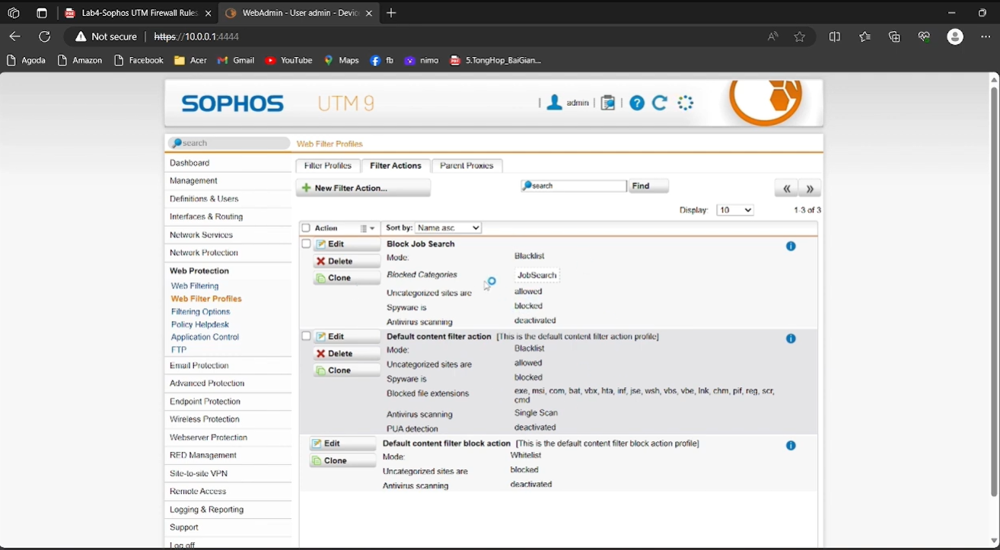 Lab4-Sophos UTM Firewall Rules
WebAdmin - User admin - Devic
Not secure https://10.0.0.1:4444
Agoda Amazon Facebook Acer Gmail YouTube Maps fb nimo 5.TongHop_BaiGian...
SOPHOS UTM 9 admin
search
Web Filter Profiles
Dashboard
Management
Definitions & Users
Interfaces & Routing
Network Services
Network Protection
Web Protection
Web Filtering
Web Filter Profiles
Filtering Options
Policy Helpdesk
Application Control
FTP
Email Protection
Advanced Protection
Endpoint Protection
Wireless Protection
Webserver Protection
RED Management
Site-to-site VPN
Remote Access
Logging & Reporting
Support
Log off
Filter Profiles Filter Actions Parent Proxies
New Filter Action... search Find
Display: 10 1-3 of 3
Action Sort by: Name asc
Edit Block Job Search
Delete Mode: Blacklist
Clone Blocked Categories JobSearch
Uncategorized sites are allowed
Spyware is blocked
Antivirus scanning deactivated
Edit Default content filter action [This is the default content filter action profile]
Delete Mode: Blacklist
Clone Uncategorized sites are allowed
Spyware is blocked
Blocked file extensions exe, msi, com, bat, vbx, hta, inf, jse, wsh, vbs, vbe, lnk, chm, pif, reg, scr,
cmd
Antivirus scanning Single Scan
PUA detection deactivated
Edit Default content filter block action [This is the default content filter block action profile]
Clone Mode: Whitelist
Uncategorized sites are blocked
Antivirus scanning deactivated